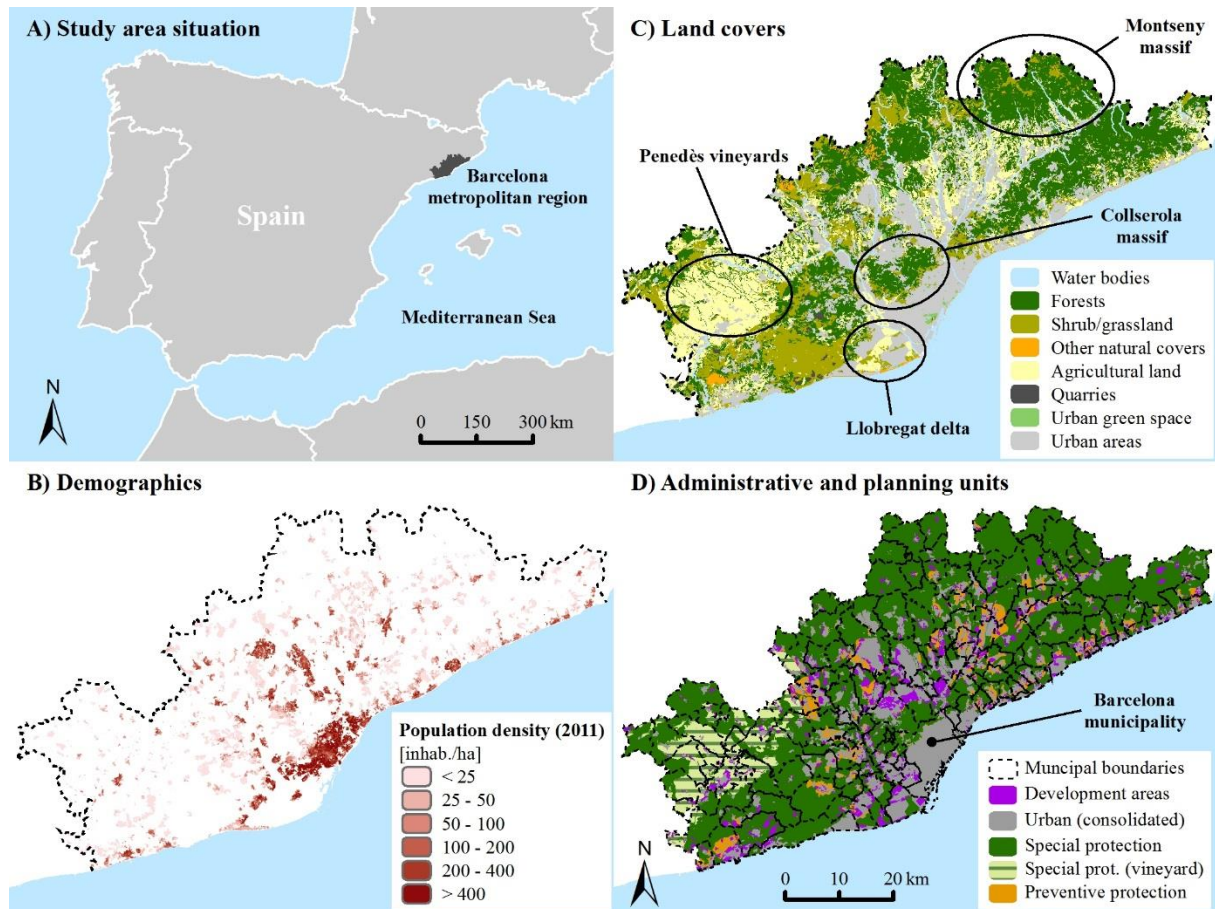 A) Study area situation
Spain
Barcelona
metropolitan region
Mediterranean Sea
N
0 150 300 km
C) Land covers
Montseny
massif
Penedès vineyards
Collserola
massif
Llobregat delta
Water bodies
Forests
Shrub/grassland
Other natural covers
Agricultural land
Quarries
Urban green space
Urban areas
B) Demographics
Population density (2011)
[inhab./ha]
< 25
25 - 50
50 - 100
100 - 200
200 - 400
> 400
D) Administrative and planning units
Barcelona
municipality
Muncipal boundaries
Development areas
Urban (consolidated)
Special protection
Special prot. (vineyard)
Preventive protection
N
0 10 20 km